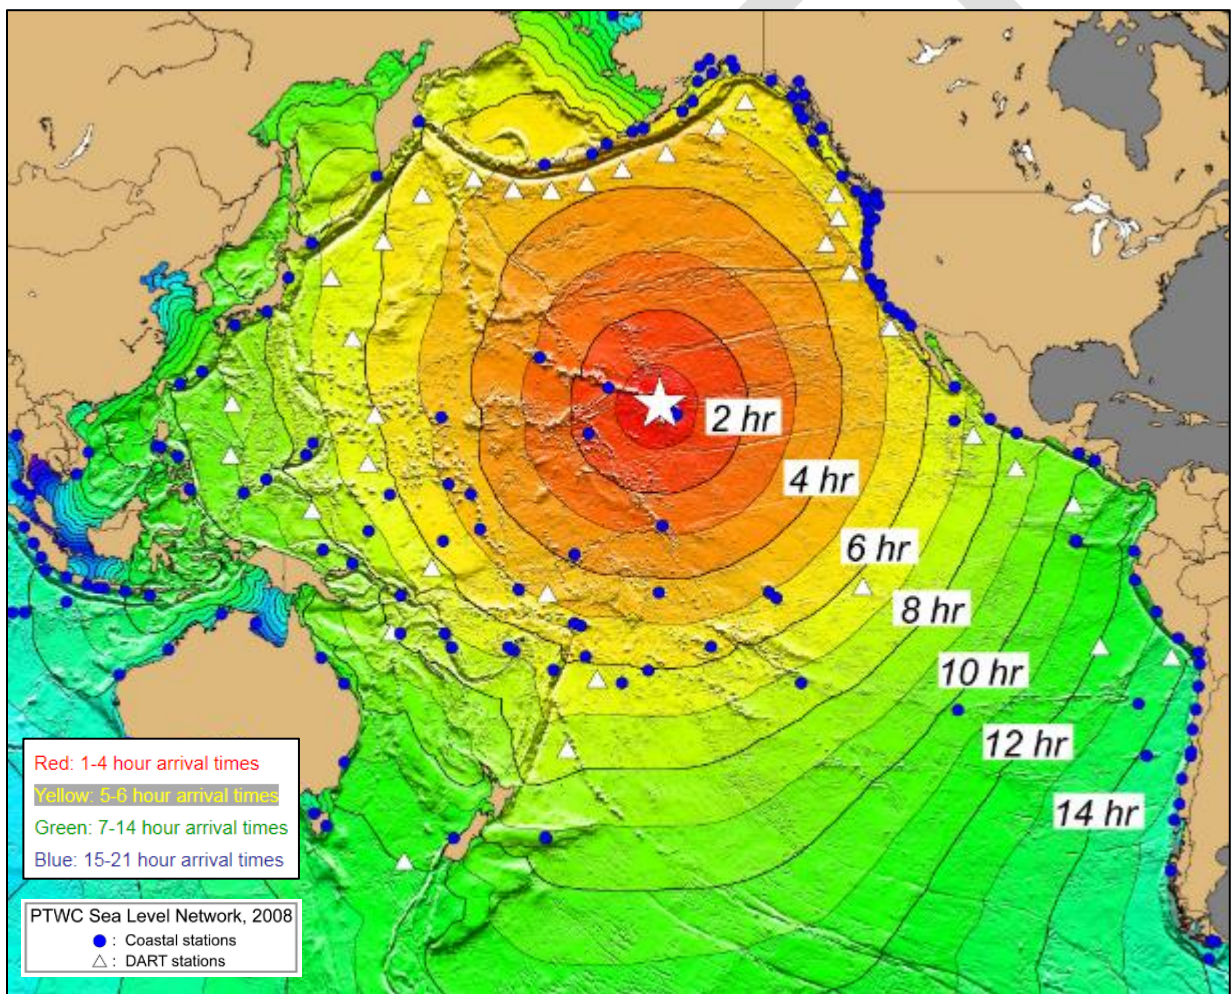 2 hr
4 hr
6 hr
8 hr
10 hr
12 hr
14 hr
Red: 1-4 hour arrival times
Yellow: 5-6 hour arrival times
Green: 7-14 hour arrival times
Blue: 15-21 hour arrival times
PTWC Sea Level Network, 2008
: Coastal stations
: DART stations